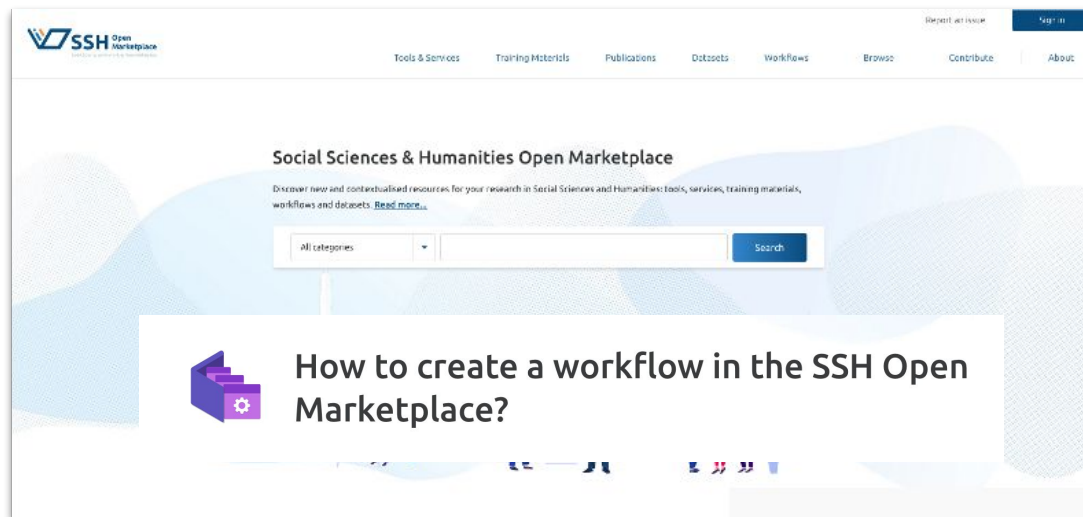 Report an issue
Sign in
SSH Open Marketplace
Tools & Services Training Materials Publications Datasets Workflows Browse Contribute About
Social Sciences & Humanities Open Marketplace
Discover new and contextualised resources for your research in Social Sciences and Humanities: tools, services, training materials,
workflows and datasets. Read more...
All categories
Search
How to create a workflow in the SSH Open
Marketplace?